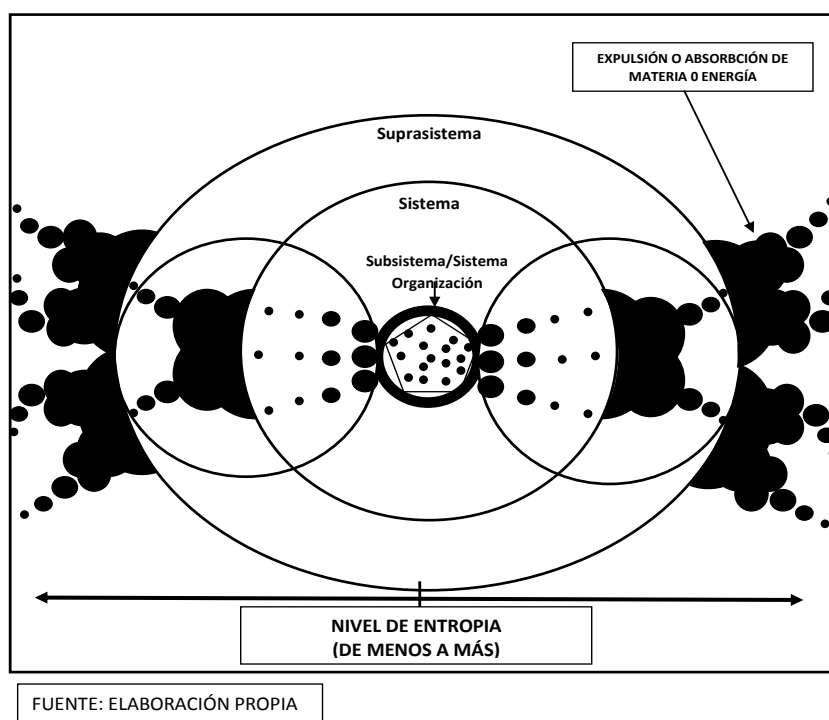 EXPULSIÓN O ABSORBCIÓN DE
MATERIA 0 ENERGÍA
Suprasistema
Sistema
Subsistema/Sistema
Organización
NIVEL DE ENTROPIA
(DE MENOS A MÁS)
FUENTE: ELABORACIÓN PROPIA